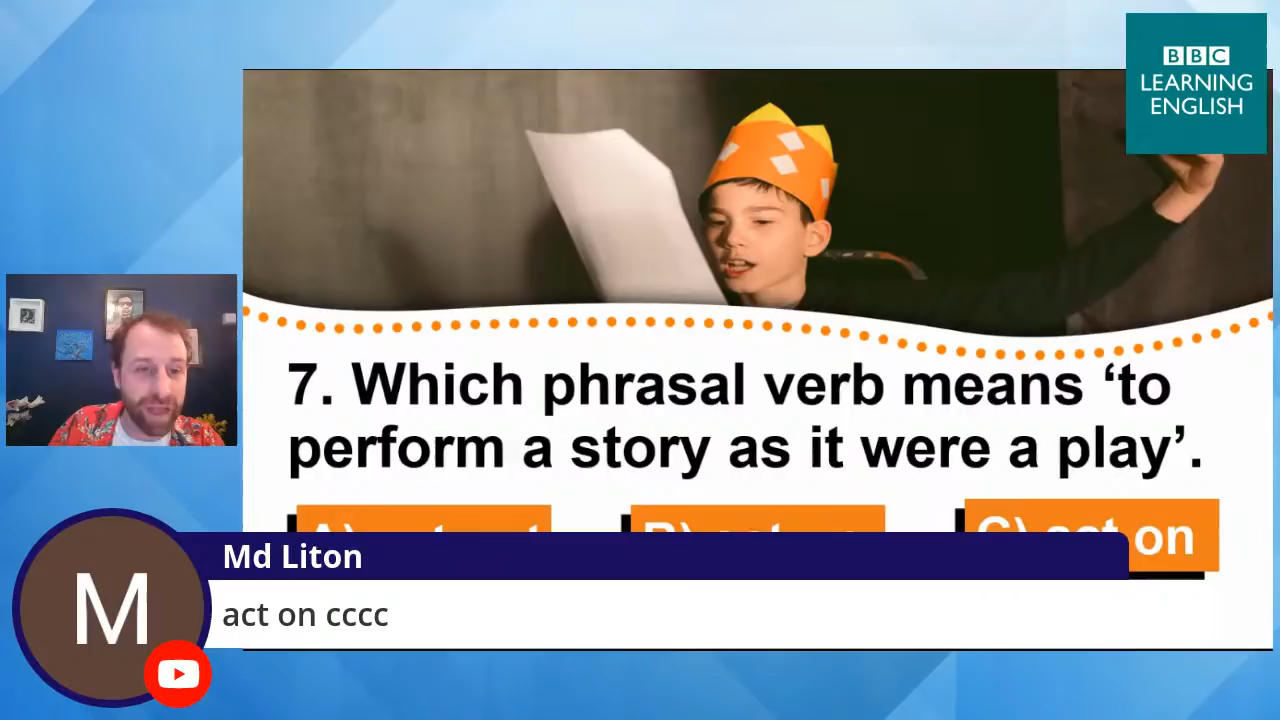 BBC
LEARNING
ENGLISH
7. Which phrasal verb means ‘to
perform a story as it were a play’.
C) act on
Md Liton
act on cccc
M